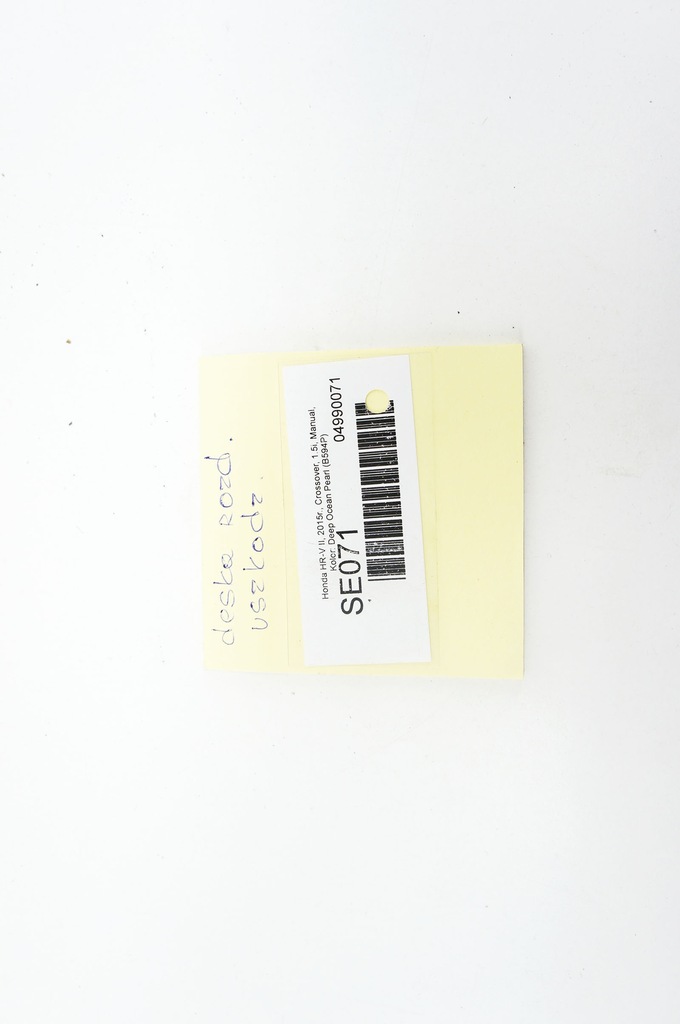 deska rozd.
uszkodz.
Honda HR-V II, 2015r., Crossover, 1.5i, Manual,
Kolor: Deep Ocean Pearl (B594P)
SE071 04990071